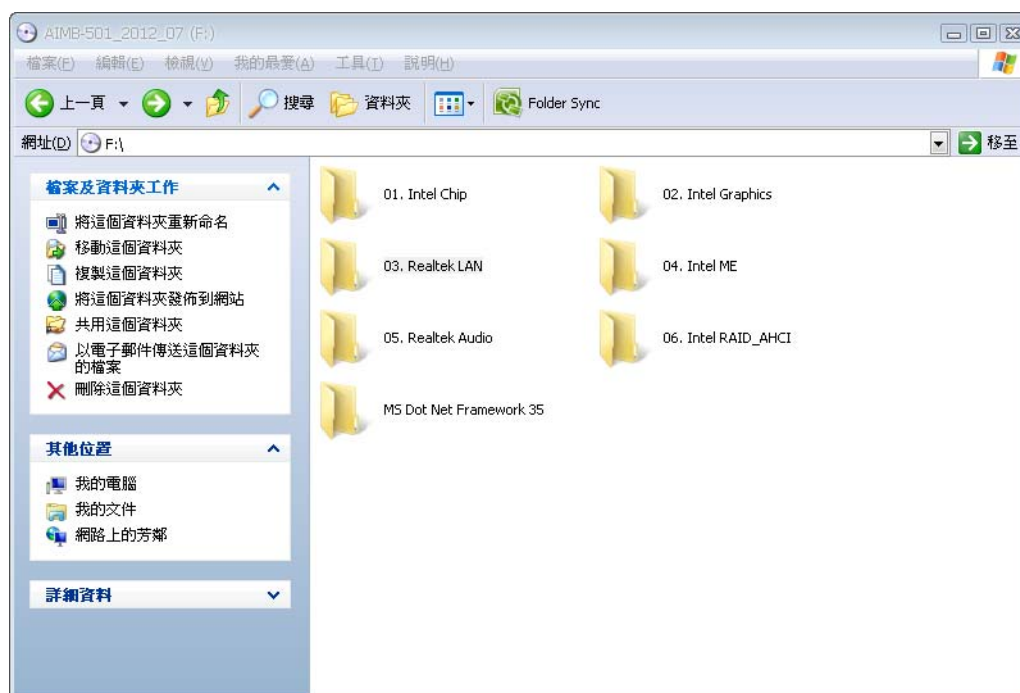 AIMB-501_2012_07 (F:)
檔案(F) 編輯(E) 檢視(V) 我的最愛(A) 工具(T) 說明(H)
上一頁 搜尋 資料夾 Folder Sync
網址(D) F:\ 移至
檔案及資料夾工作
將這個資料夾重新命名
移動這個資料夾
複製這個資料夾
將這個資料夾發佈到網站
共用這個資料夾
以電子郵件傳送這個資料夾
的檔案
刪除這個資料夾
其他位置
我的電腦
我的文件
網路上的芳鄰
詳細資料
01. Intel Chip
02. Intel Graphics
03. Realtek LAN
04. Intel ME
05. Realtek Audio
06. Intel RAID_AHCI
MS Dot Net Framework 35